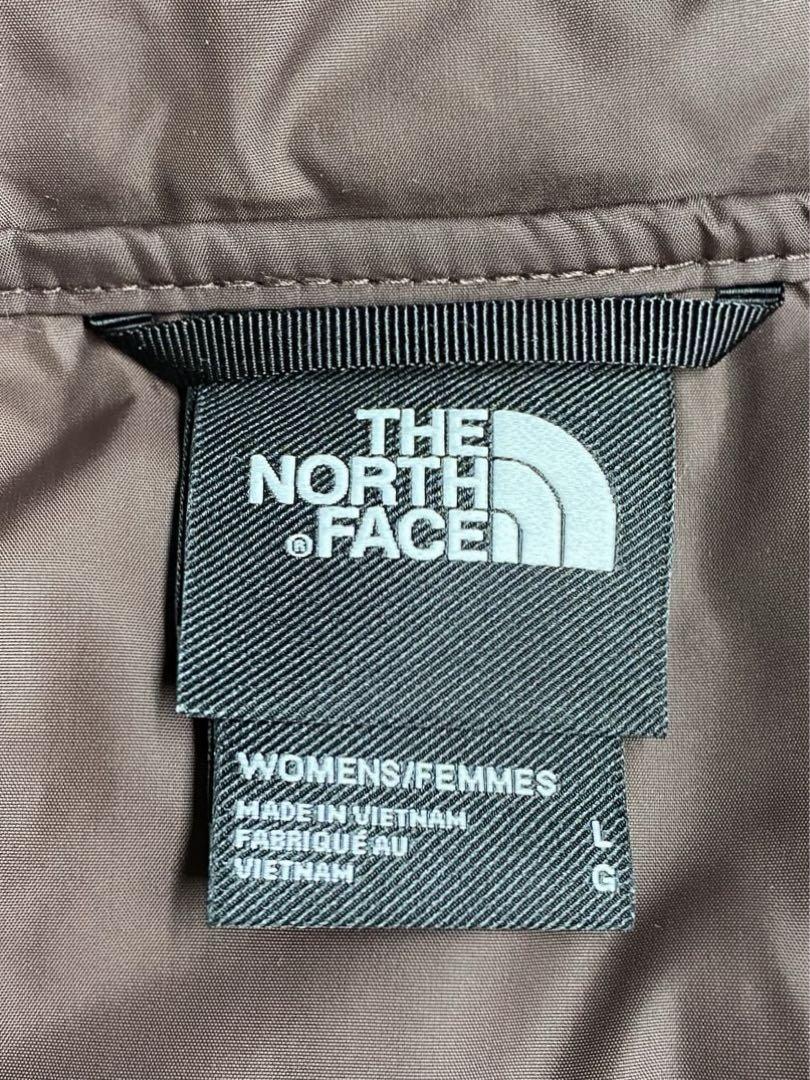 THE
NORTH
®FACE
WOMENS/FEMMES
MADE IN VIETNAM
FABRIQUÉ AU
VIETNAM
L
G